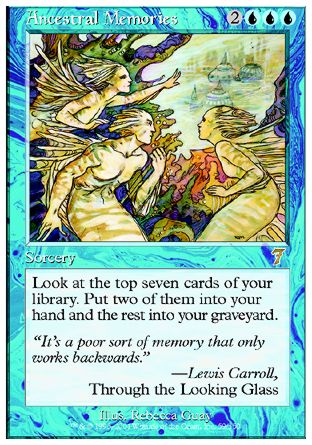 Ancestral Memories 2
Sorcery
Look at the top seven cards of your
library. Put two of them into your
hand and the rest into your graveyard.
“It’s a poor sort of memory that only
works backwards.”
—Lewis Carroll,
Through the Looking Glass
Illus. Rebecca Guay